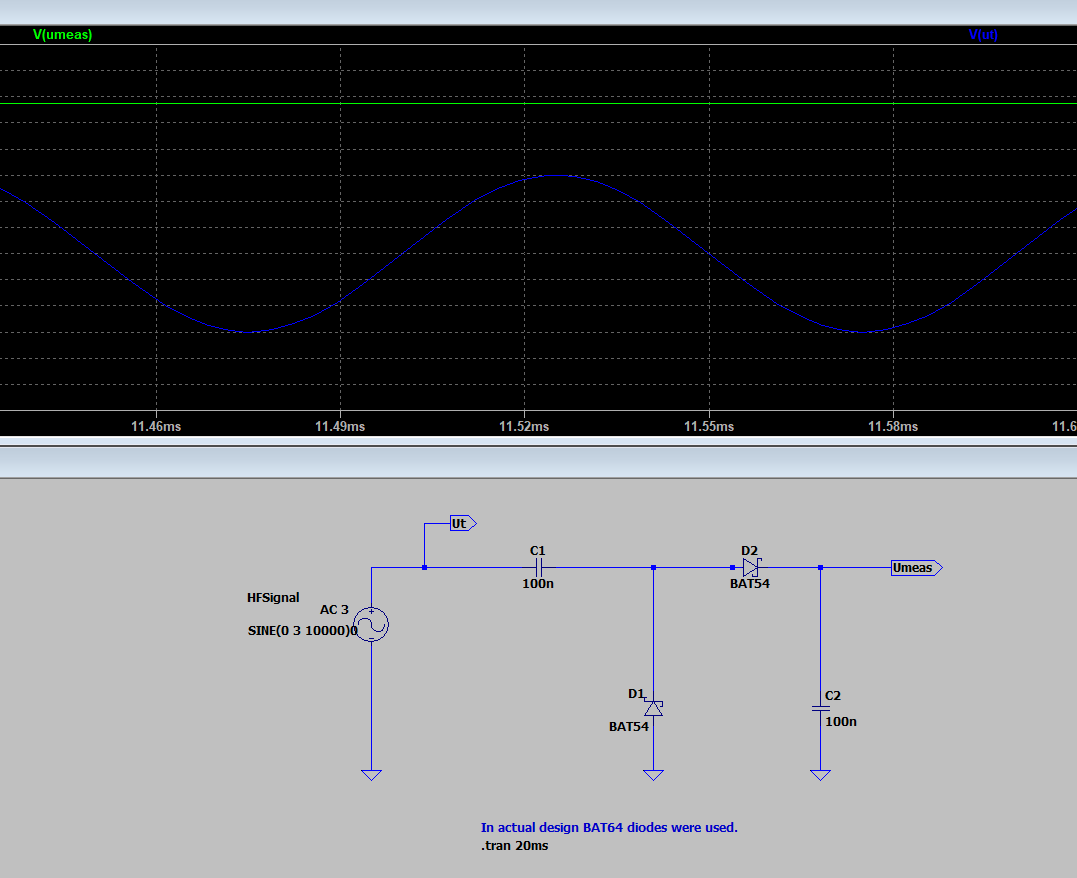 V(umeas) V(ut)
11.46ms 11.49ms 11.52ms 11.55ms 11.58ms 11.6
Ut
C1
100n
D2
BAT54
Umeas
HFSignal
AC 3
SINE(0 3 10000)0
D1
BAT54
C2
100n
In actual design BAT64 diodes were used.
.tran 20ms